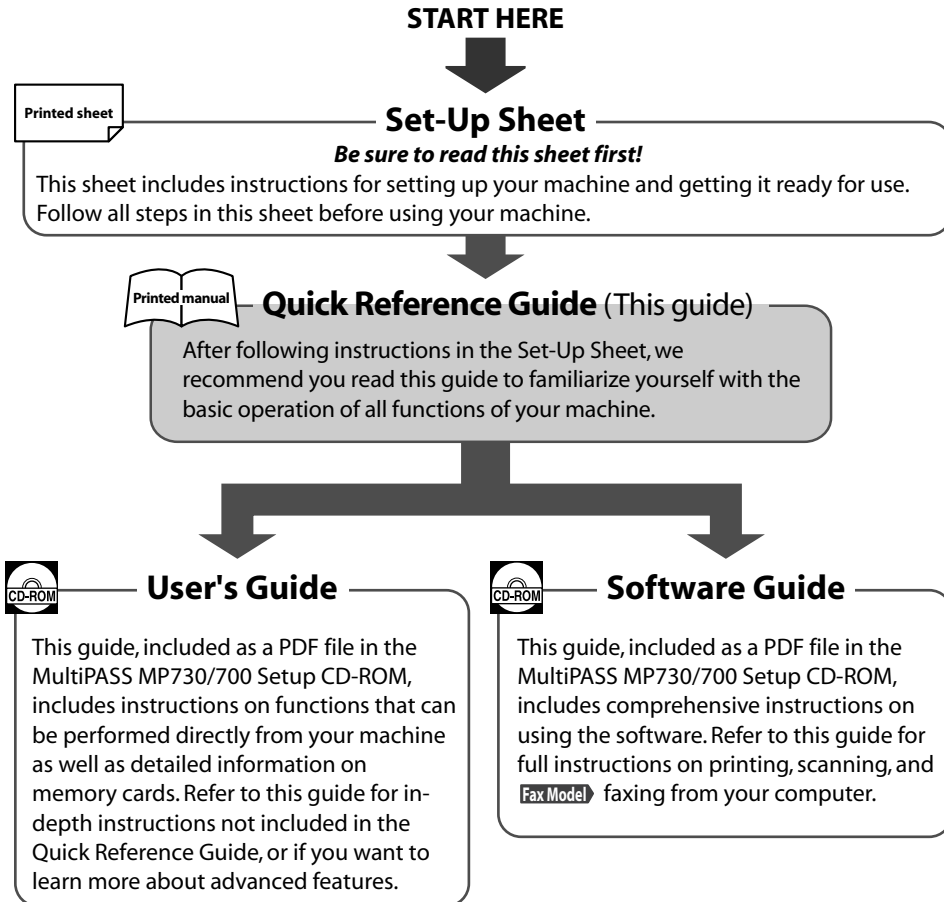 START HERE
Printed sheet
Set-Up Sheet
Be sure to read this sheet first!
This sheet includes instructions for setting up your machine and getting it ready for use.
Follow all steps in this sheet before using your machine.
Printed manual
Quick Reference Guide (This guide)
After following instructions in the Set-Up Sheet, we
recommend you read this guide to familiarize yourself with the
basic operation of all functions of your machine.
CD-ROM
User's Guide
This guide, included as a PDF file in the
MultiPASS MP730/700 Setup CD-ROM,
includes instructions on functions that can
be performed directly from your machine
as well as detailed information on
memory cards. Refer to this guide for in-
depth instructions not included in the
Quick Reference Guide, or if you want to
learn more about advanced features.
CD-ROM
Software Guide
This guide, included as a PDF file in the
MultiPASS MP730/700 Setup CD-ROM,
includes comprehensive instructions on
using the software. Refer to this guide for
full instructions on printing, scanning, and
Fax Model faxing from your computer.